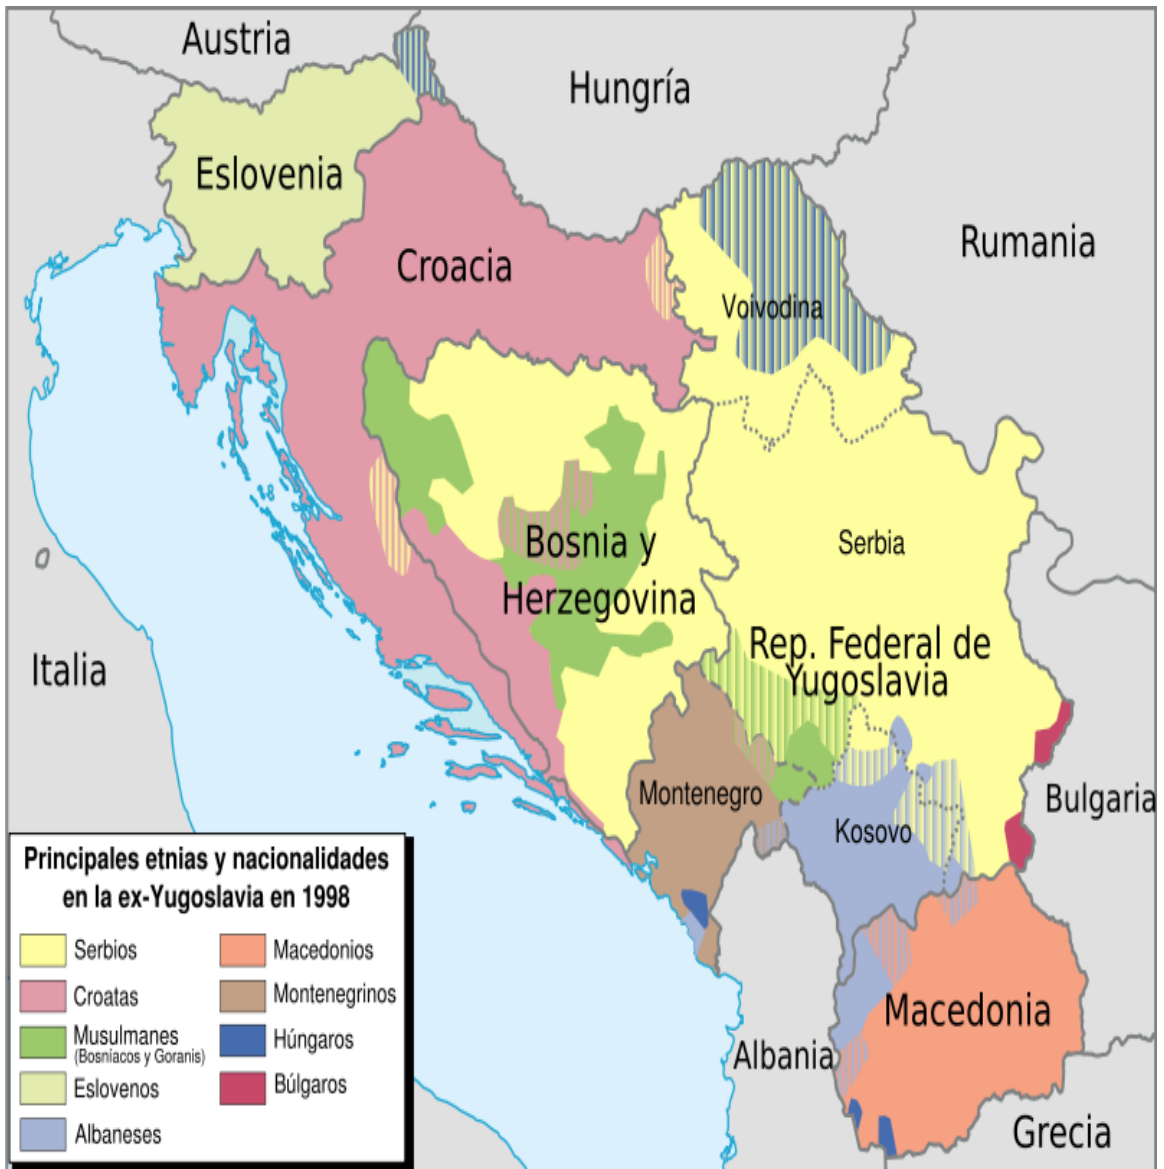 Austria
Hungría
Eslovenia
Rumania
Croacia
Voivodina
Bosnia y
Herzegovina
Serbia
Rep. Federal de
Yugoslavia
Italia
Montenegro
Kosovo
Bulgaria
Macedonia
Albania
Grecia
Principales etnias y nacionalidades
en la ex-Yugoslavia en 1998
Serbios
Croatas
Musulmanes
(Bosniacos y Goranis)
Eslovenos
Albaneses
Macedonios
Montenegrinos
Húngaros
Búlgaros